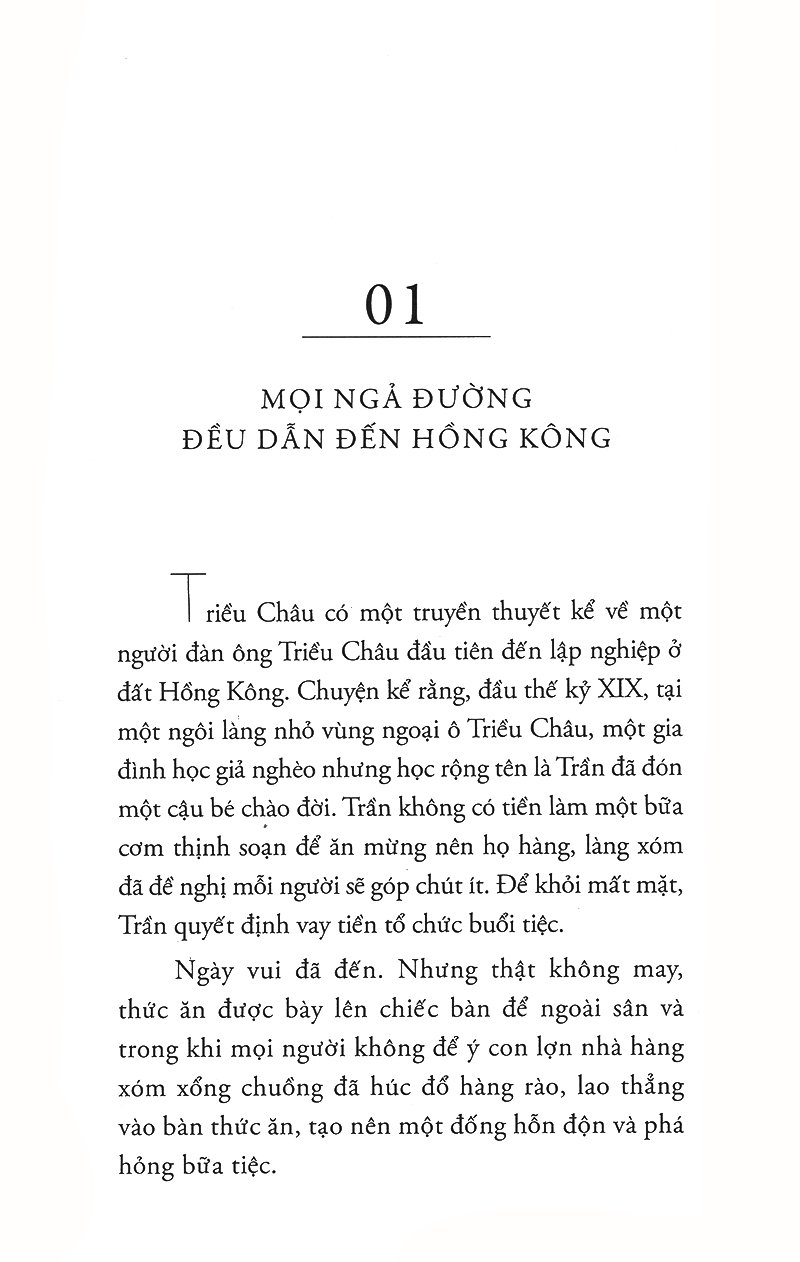 01
MỌI NGẢ ĐƯỜNG
ĐỀU DẪN ĐẾN HỒNG KÔNG
Triều Châu có một truyền thuyết kể về một
người đàn ông Triều Châu đầu tiên đến lập nghiệp ở
đất Hồng Kông. Chuyện kể rằng, đầu thế kỷ XIX, tại
một ngôi làng nhỏ vùng ngoại ô Triều Châu, một gia
đình học giả nghèo nhưng học rộng tên là Trần đã đón
một cậu bé chào đời. Trần không có tiền làm một bữa
cơm thịnh soạn để ăn mừng nên họ hàng, làng xóm
đã đề nghị mỗi người sẽ góp chút ít. Để khỏi mất mặt,
Trần quyết định vay tiền tổ chức buổi tiệc.
Ngày vui đã đến. Nhưng thật không may,
thức ăn được bày lên chiếc bàn để ngoài sân và
trong khi mọi người không để ý con lợn nhà hàng
xóm xổng chuồng đã húc đổ hàng rào, lao thẳng
vào bàn thức ăn, tạo nên một đống hỗn độn và phá
hỏng bữa tiệc.